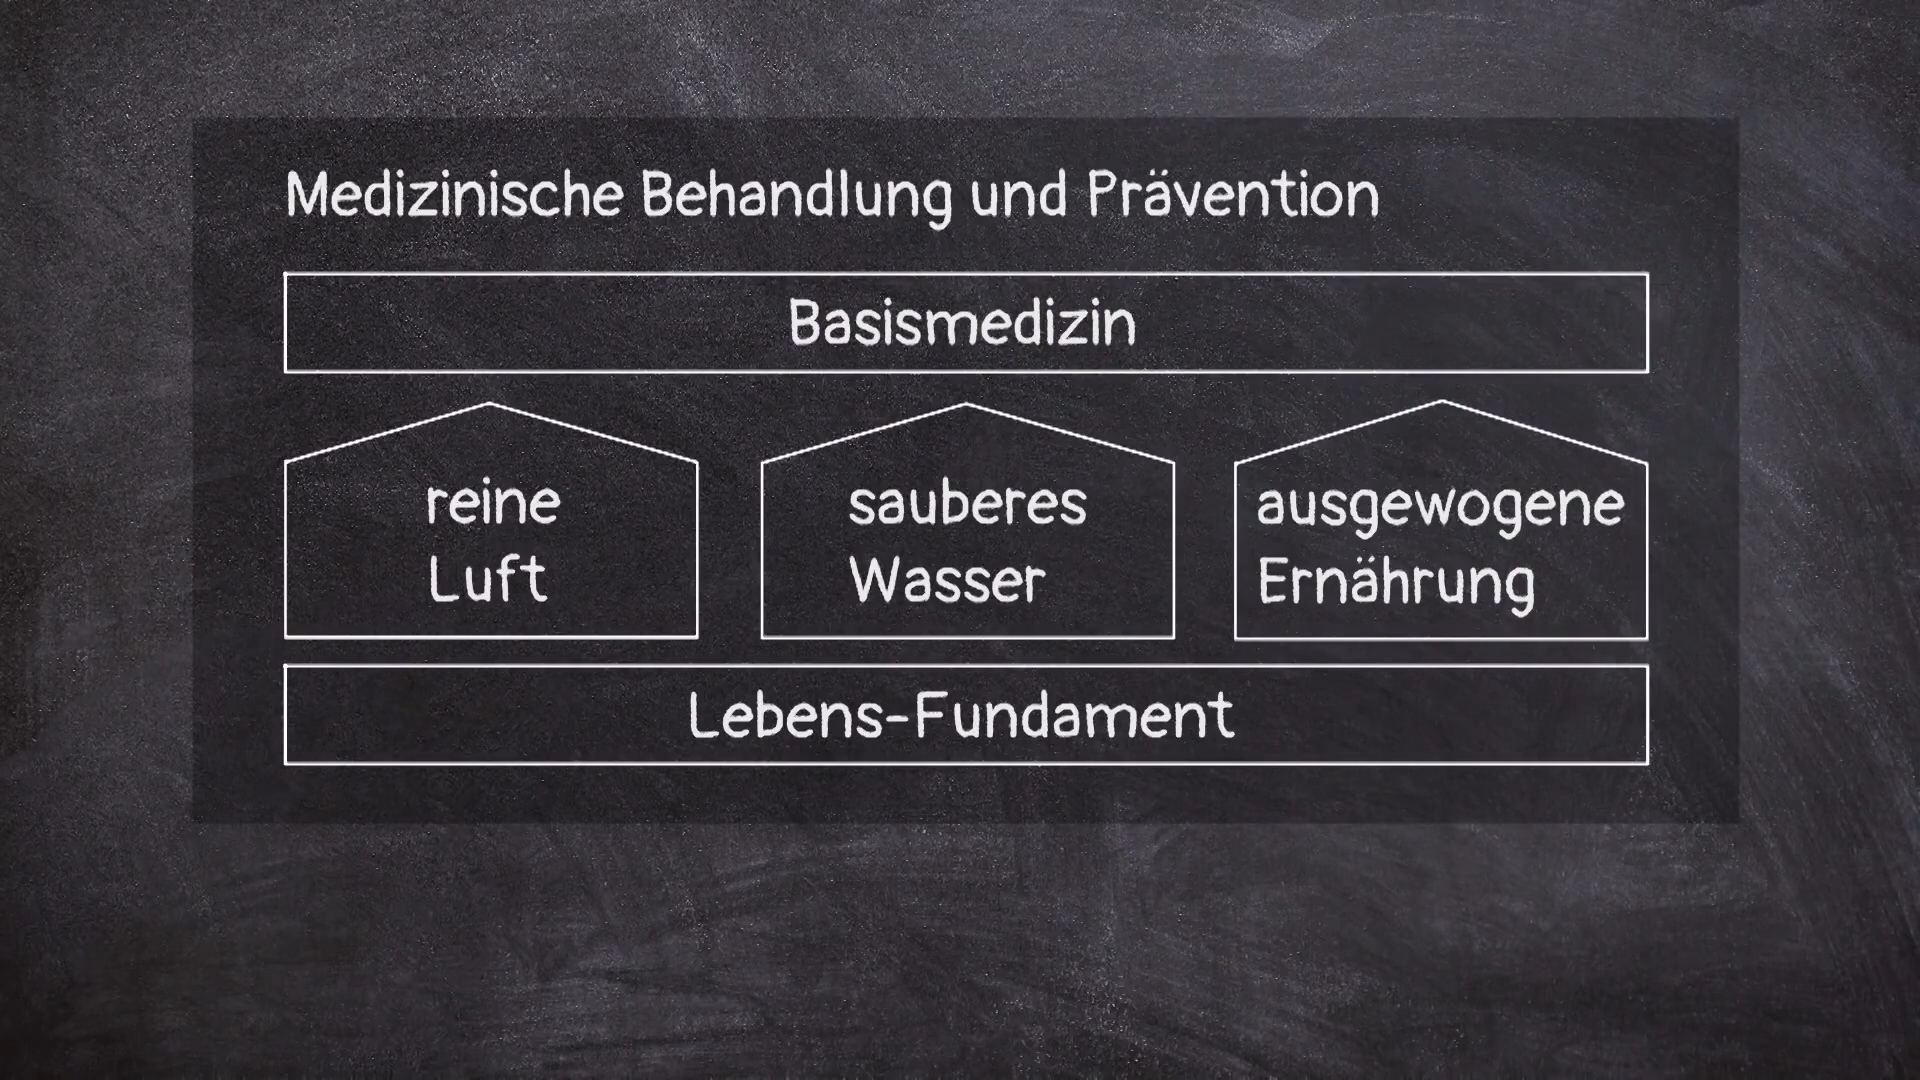 Medizinische Behandlung und Prävention
Basismedizin
reine
Luft
sauberes
Wasser
ausgewogene
Ernährung
Lebens-Fundament